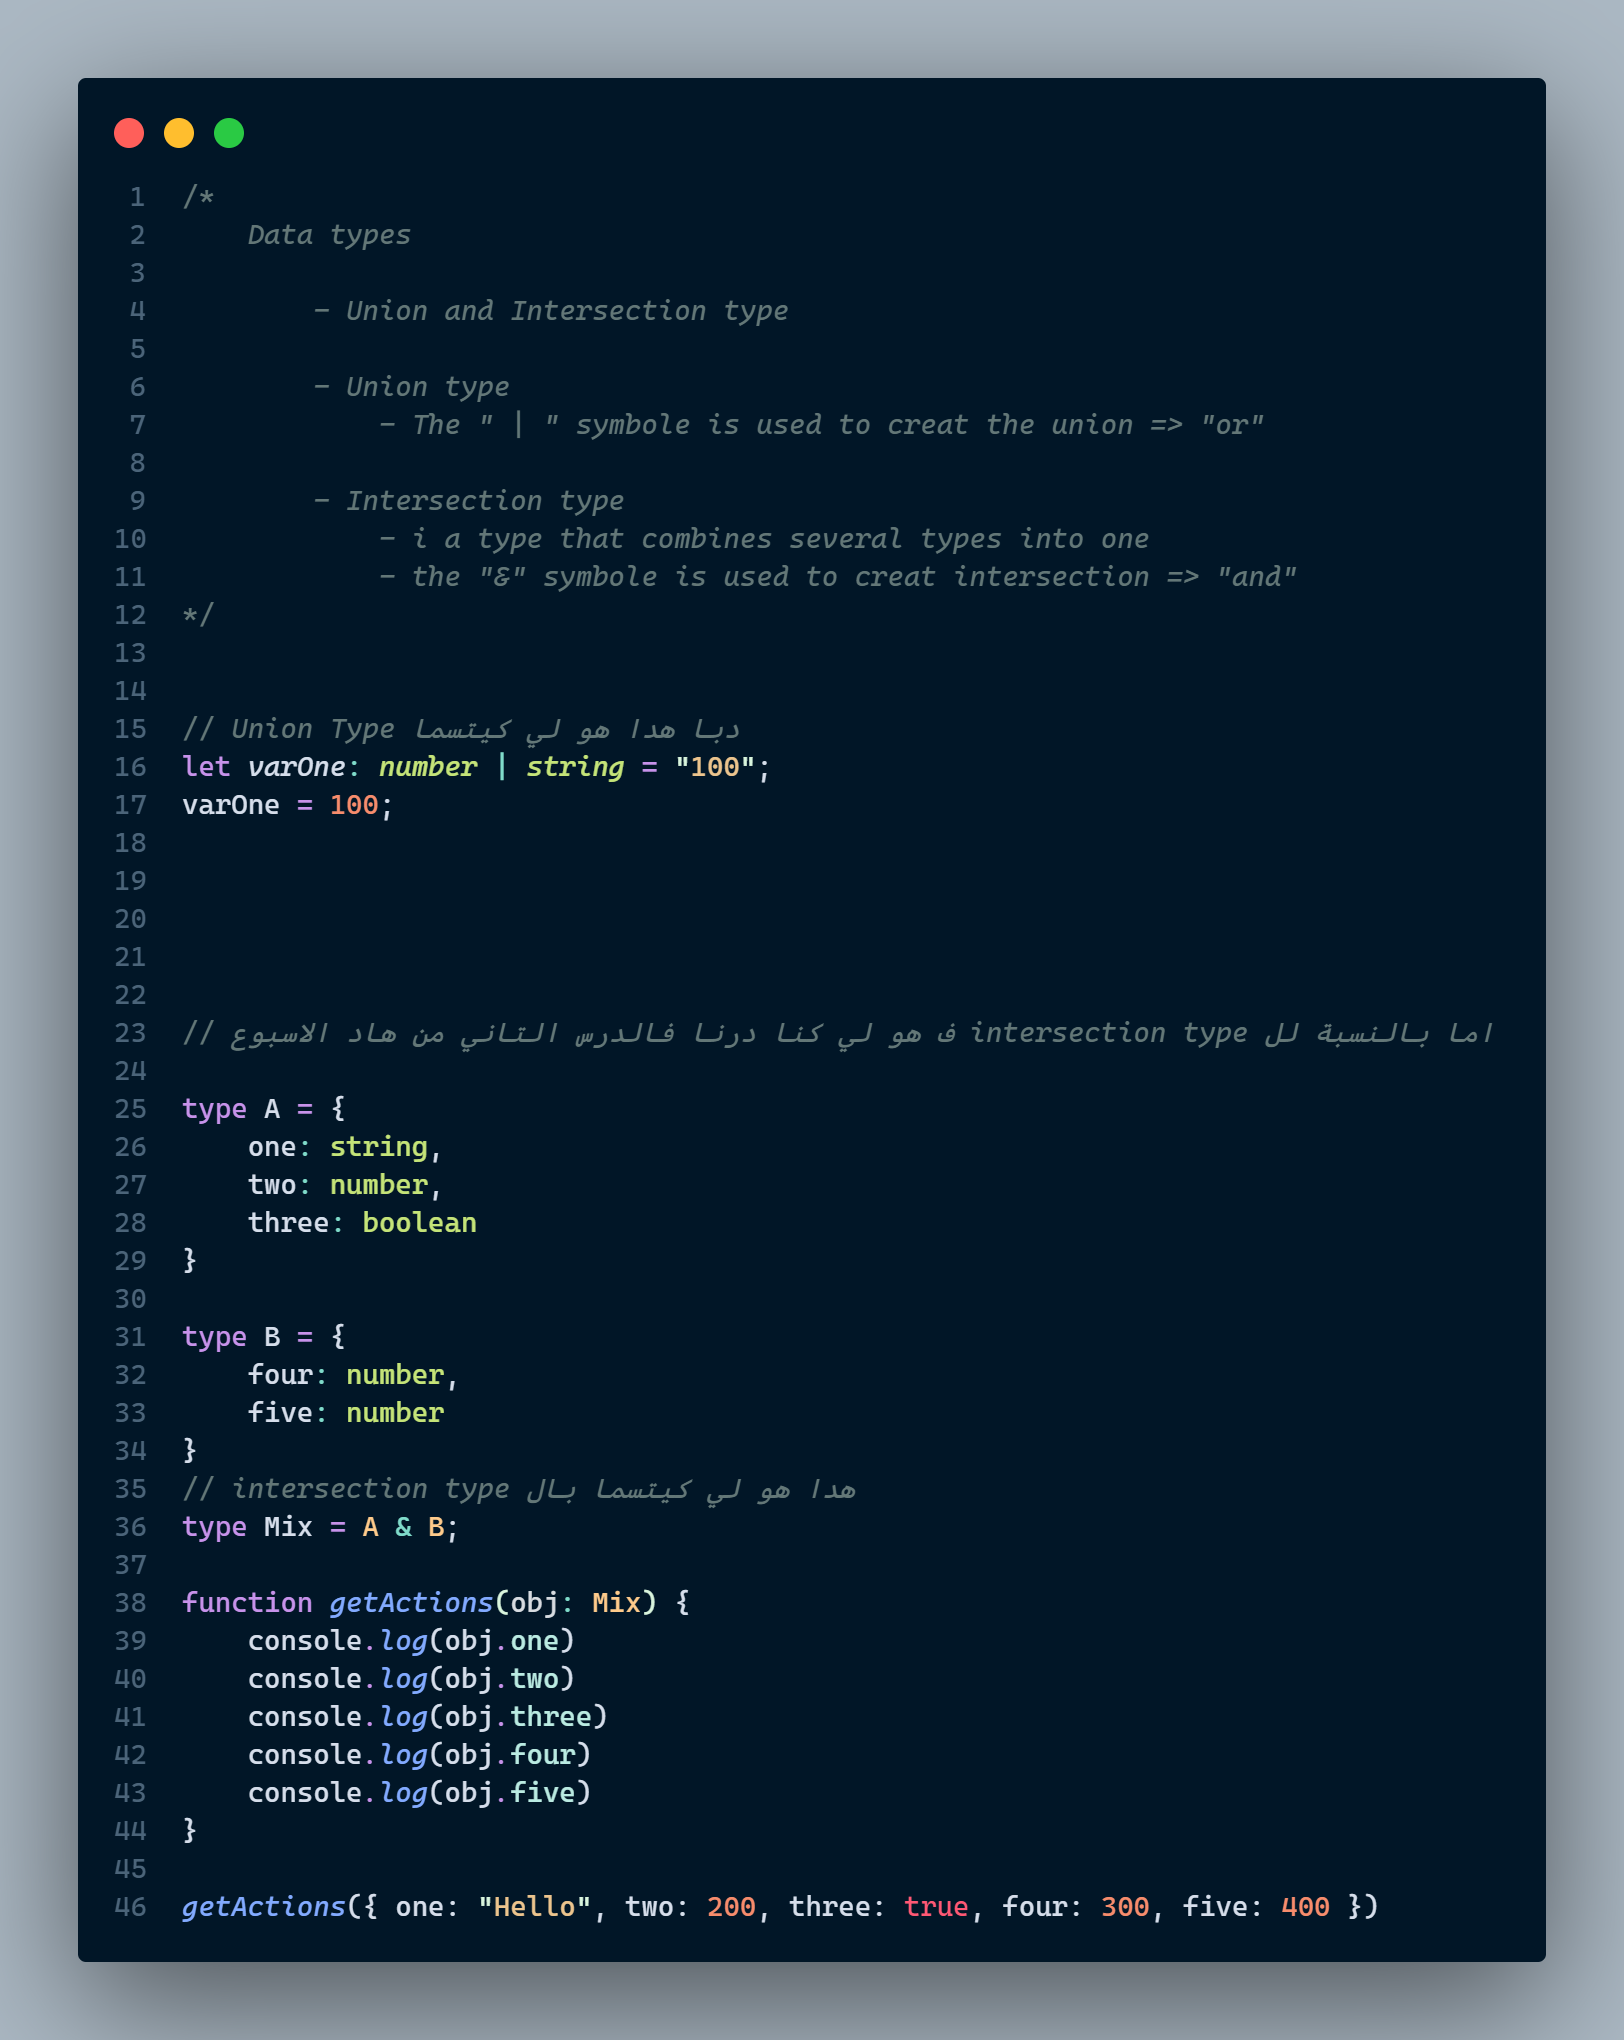 1 /*
2     Data types
3
4         - Union and Intersection type
5
6         - Union type
7             - The " | " symbole is used to creat the union => "or"
8
9         - Intersection type
10             - i a type that combines several types into one
11             - the "&" symbole is used to creat intersection => "and"
12 */
13
14
15 // Union Type دبا هدا هو لي كيتسما
16 let varOne: number | string = "100";
17 varOne = 100;
18
19
20
21
22
23 // اما بالنسبة لل intersection type ف هو لي كنا درنا فالدرس التاني من هاد الاسبوع
24
25 type A = {
26     one: string,
27     two: number,
28     three: boolean
29 }
30
31 type B = {
32     four: number,
33     five: number
34 }
35 // intersection type هدا هو لي كيتسما بال
36 type Mix = A & B;
37
38 function getActions(obj: Mix) {
39     console.log(obj.one)
40     console.log(obj.two)
41     console.log(obj.three)
42     console.log(obj.four)
43     console.log(obj.five)
44 }
45
46 getActions({ one: "Hello", two: 200, three: true, four: 300, five: 400 })